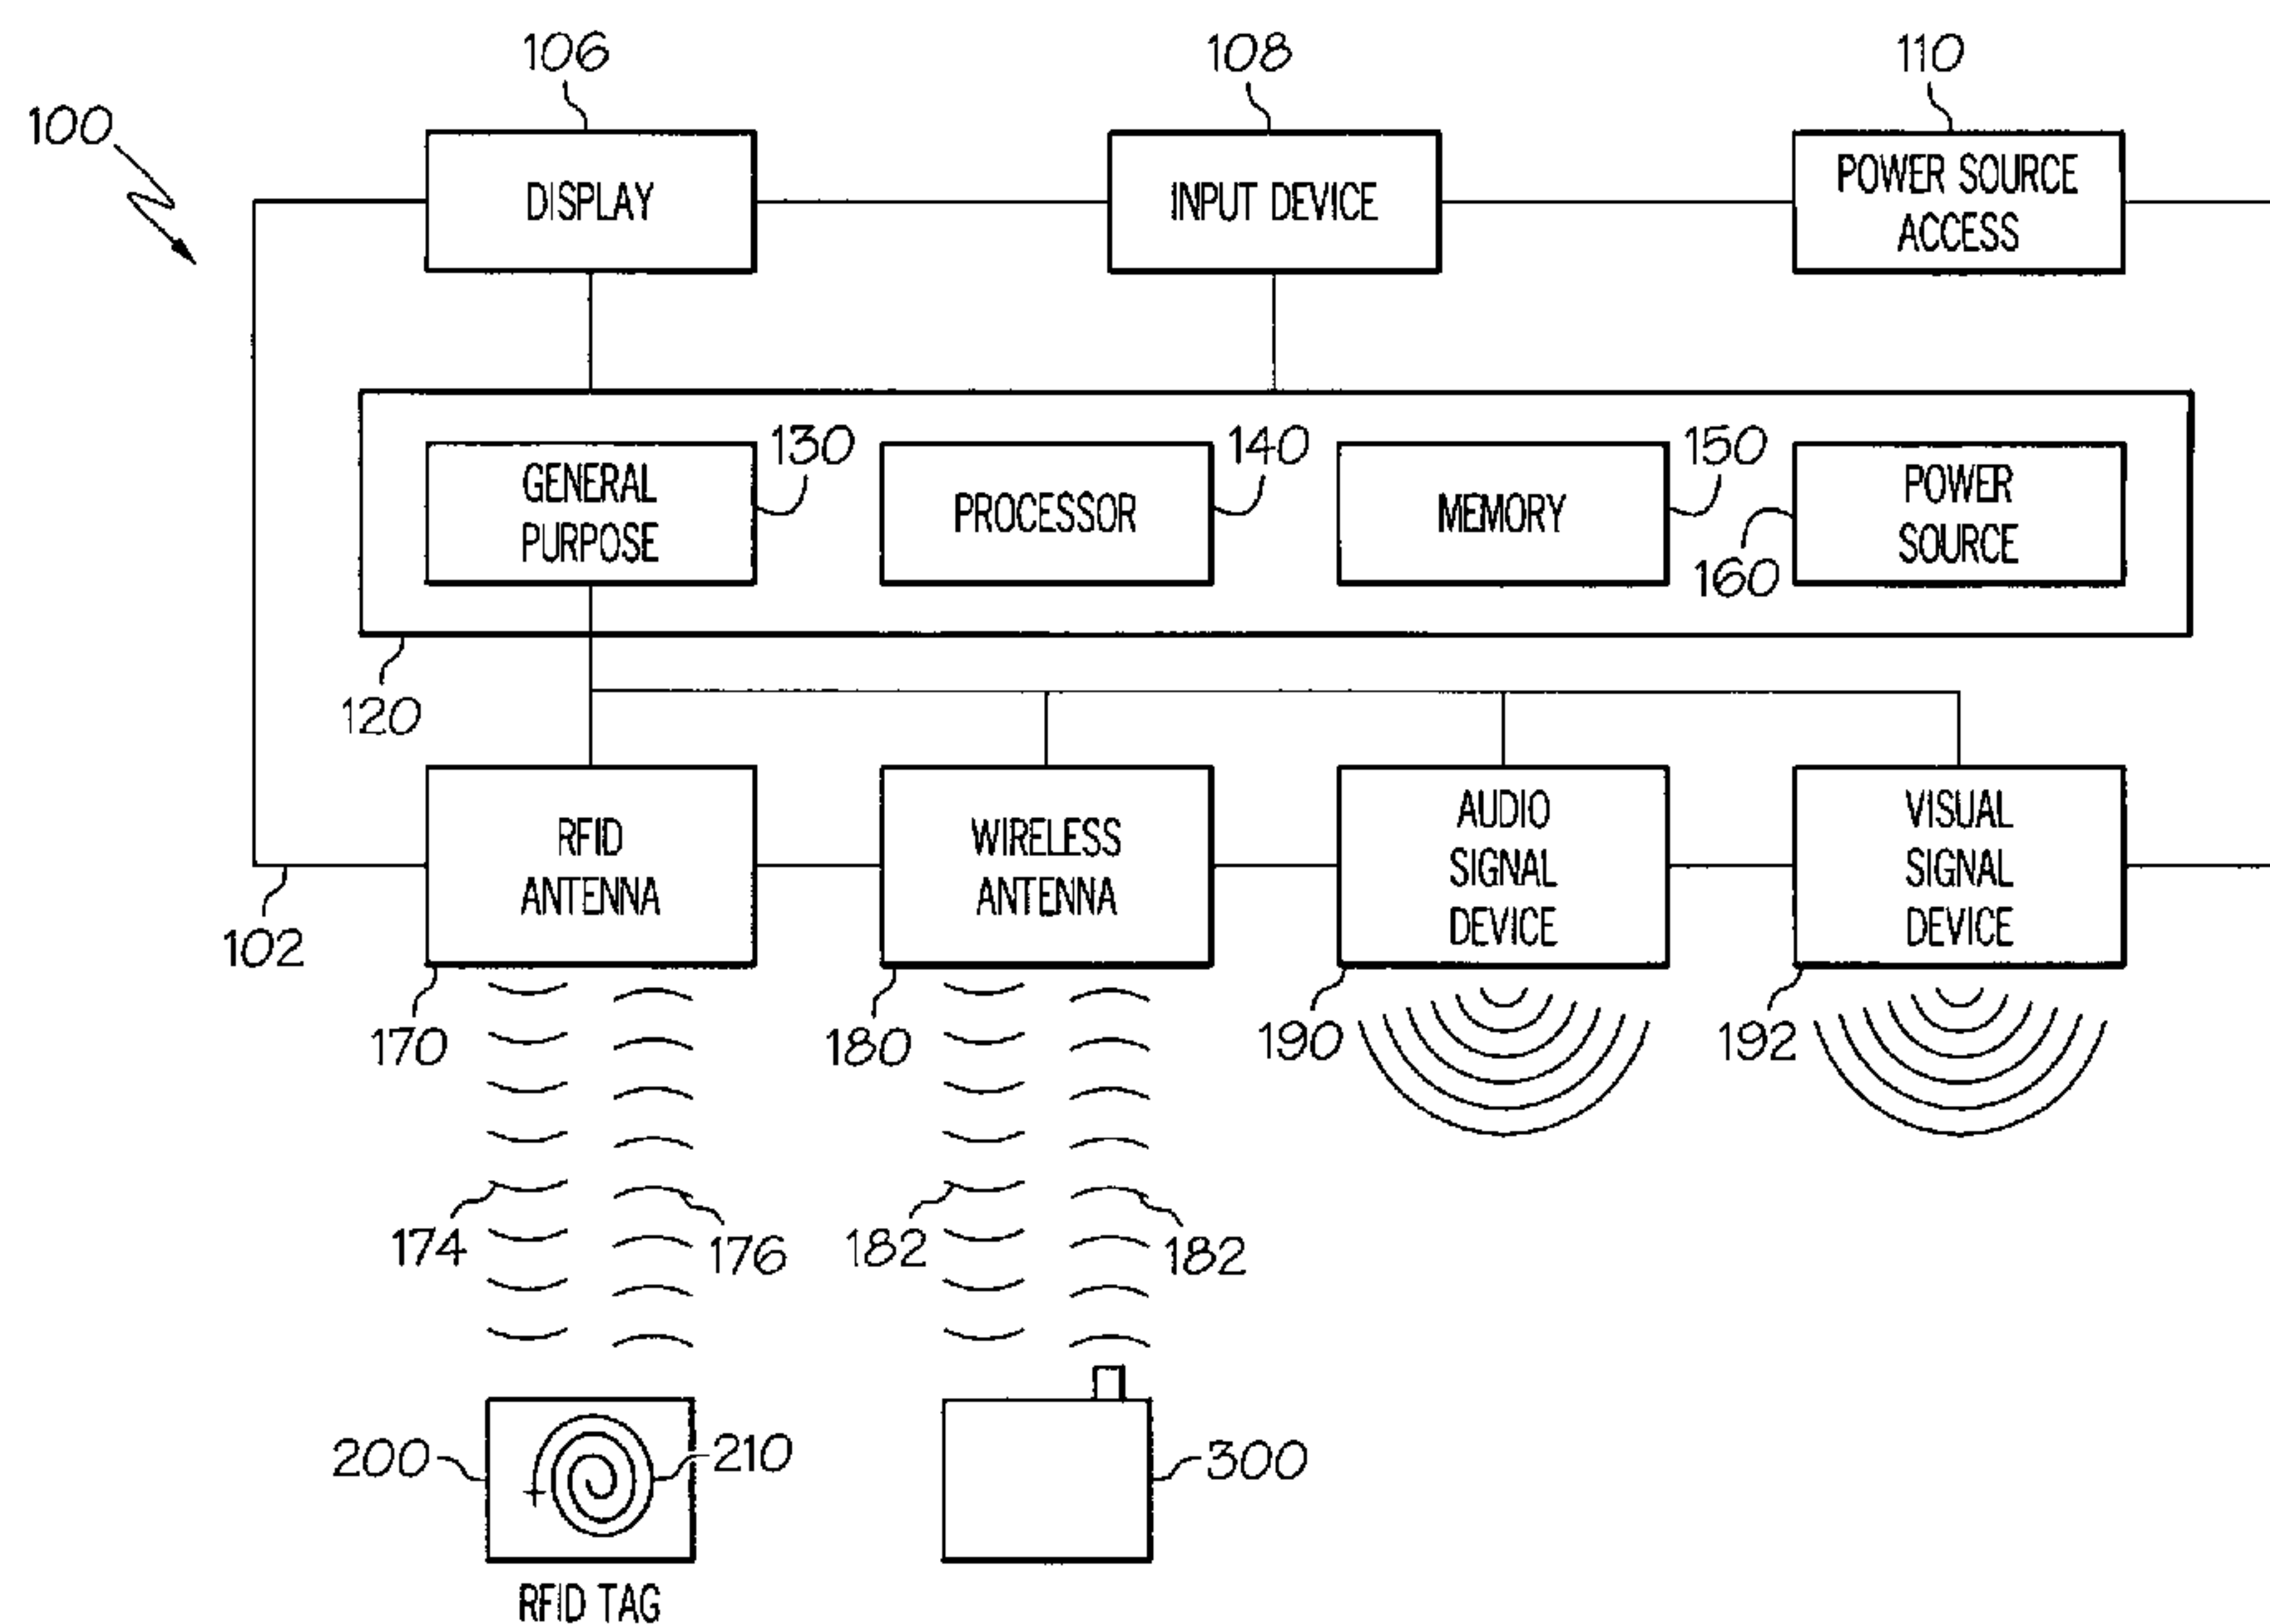 106
108
110
100
DISPLAY
INPUT DEVICE
POWER SOURCE
ACCESS
130
140
150
GENERAL
PURPOSE
PROCESSOR
MEMORY
POWER
SOURCE
160
120
RFID
ANTENNA
WIRELESS
ANTENNA
AUDIO
SIGNAL
DEVICE
VISUAL
SIGNAL
DEVICE
102
170
180
190
192
174
176
182
182
200
210
300
RFID TAG